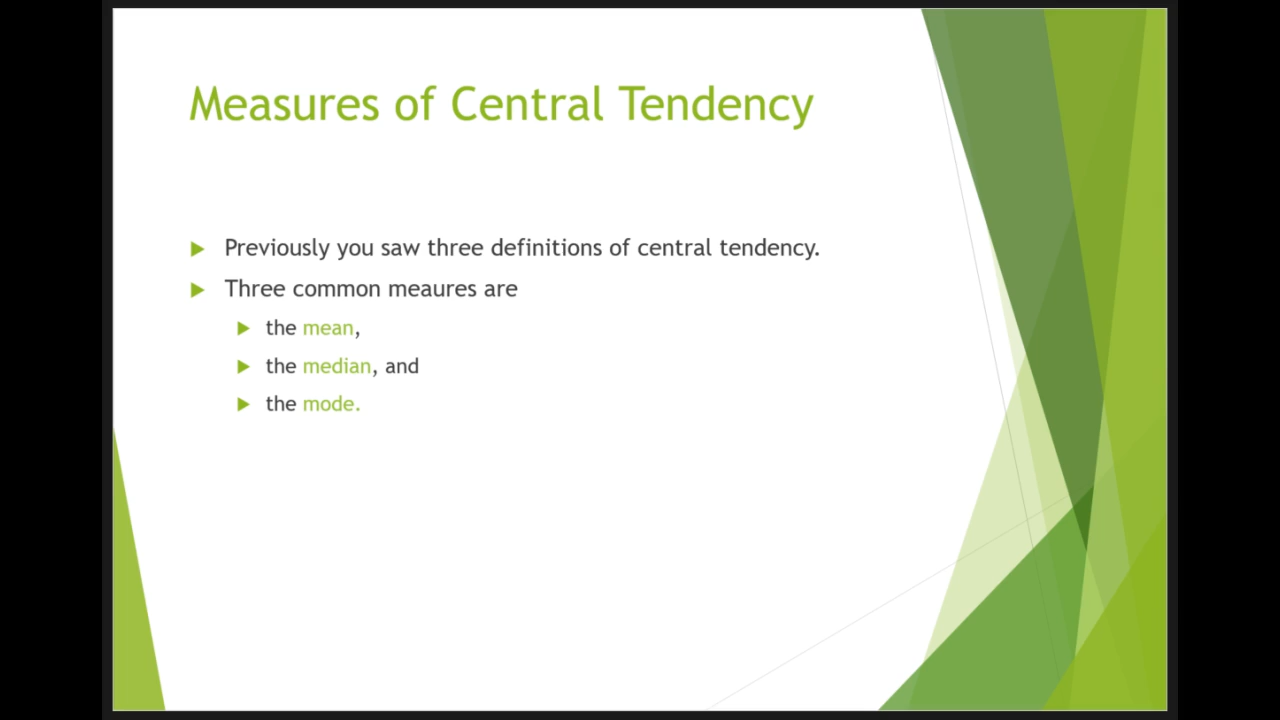 Measures of Central Tendency
Previously you saw three definitions of central tendency.
Three common meaures are
the mean,
the median, and
the mode.